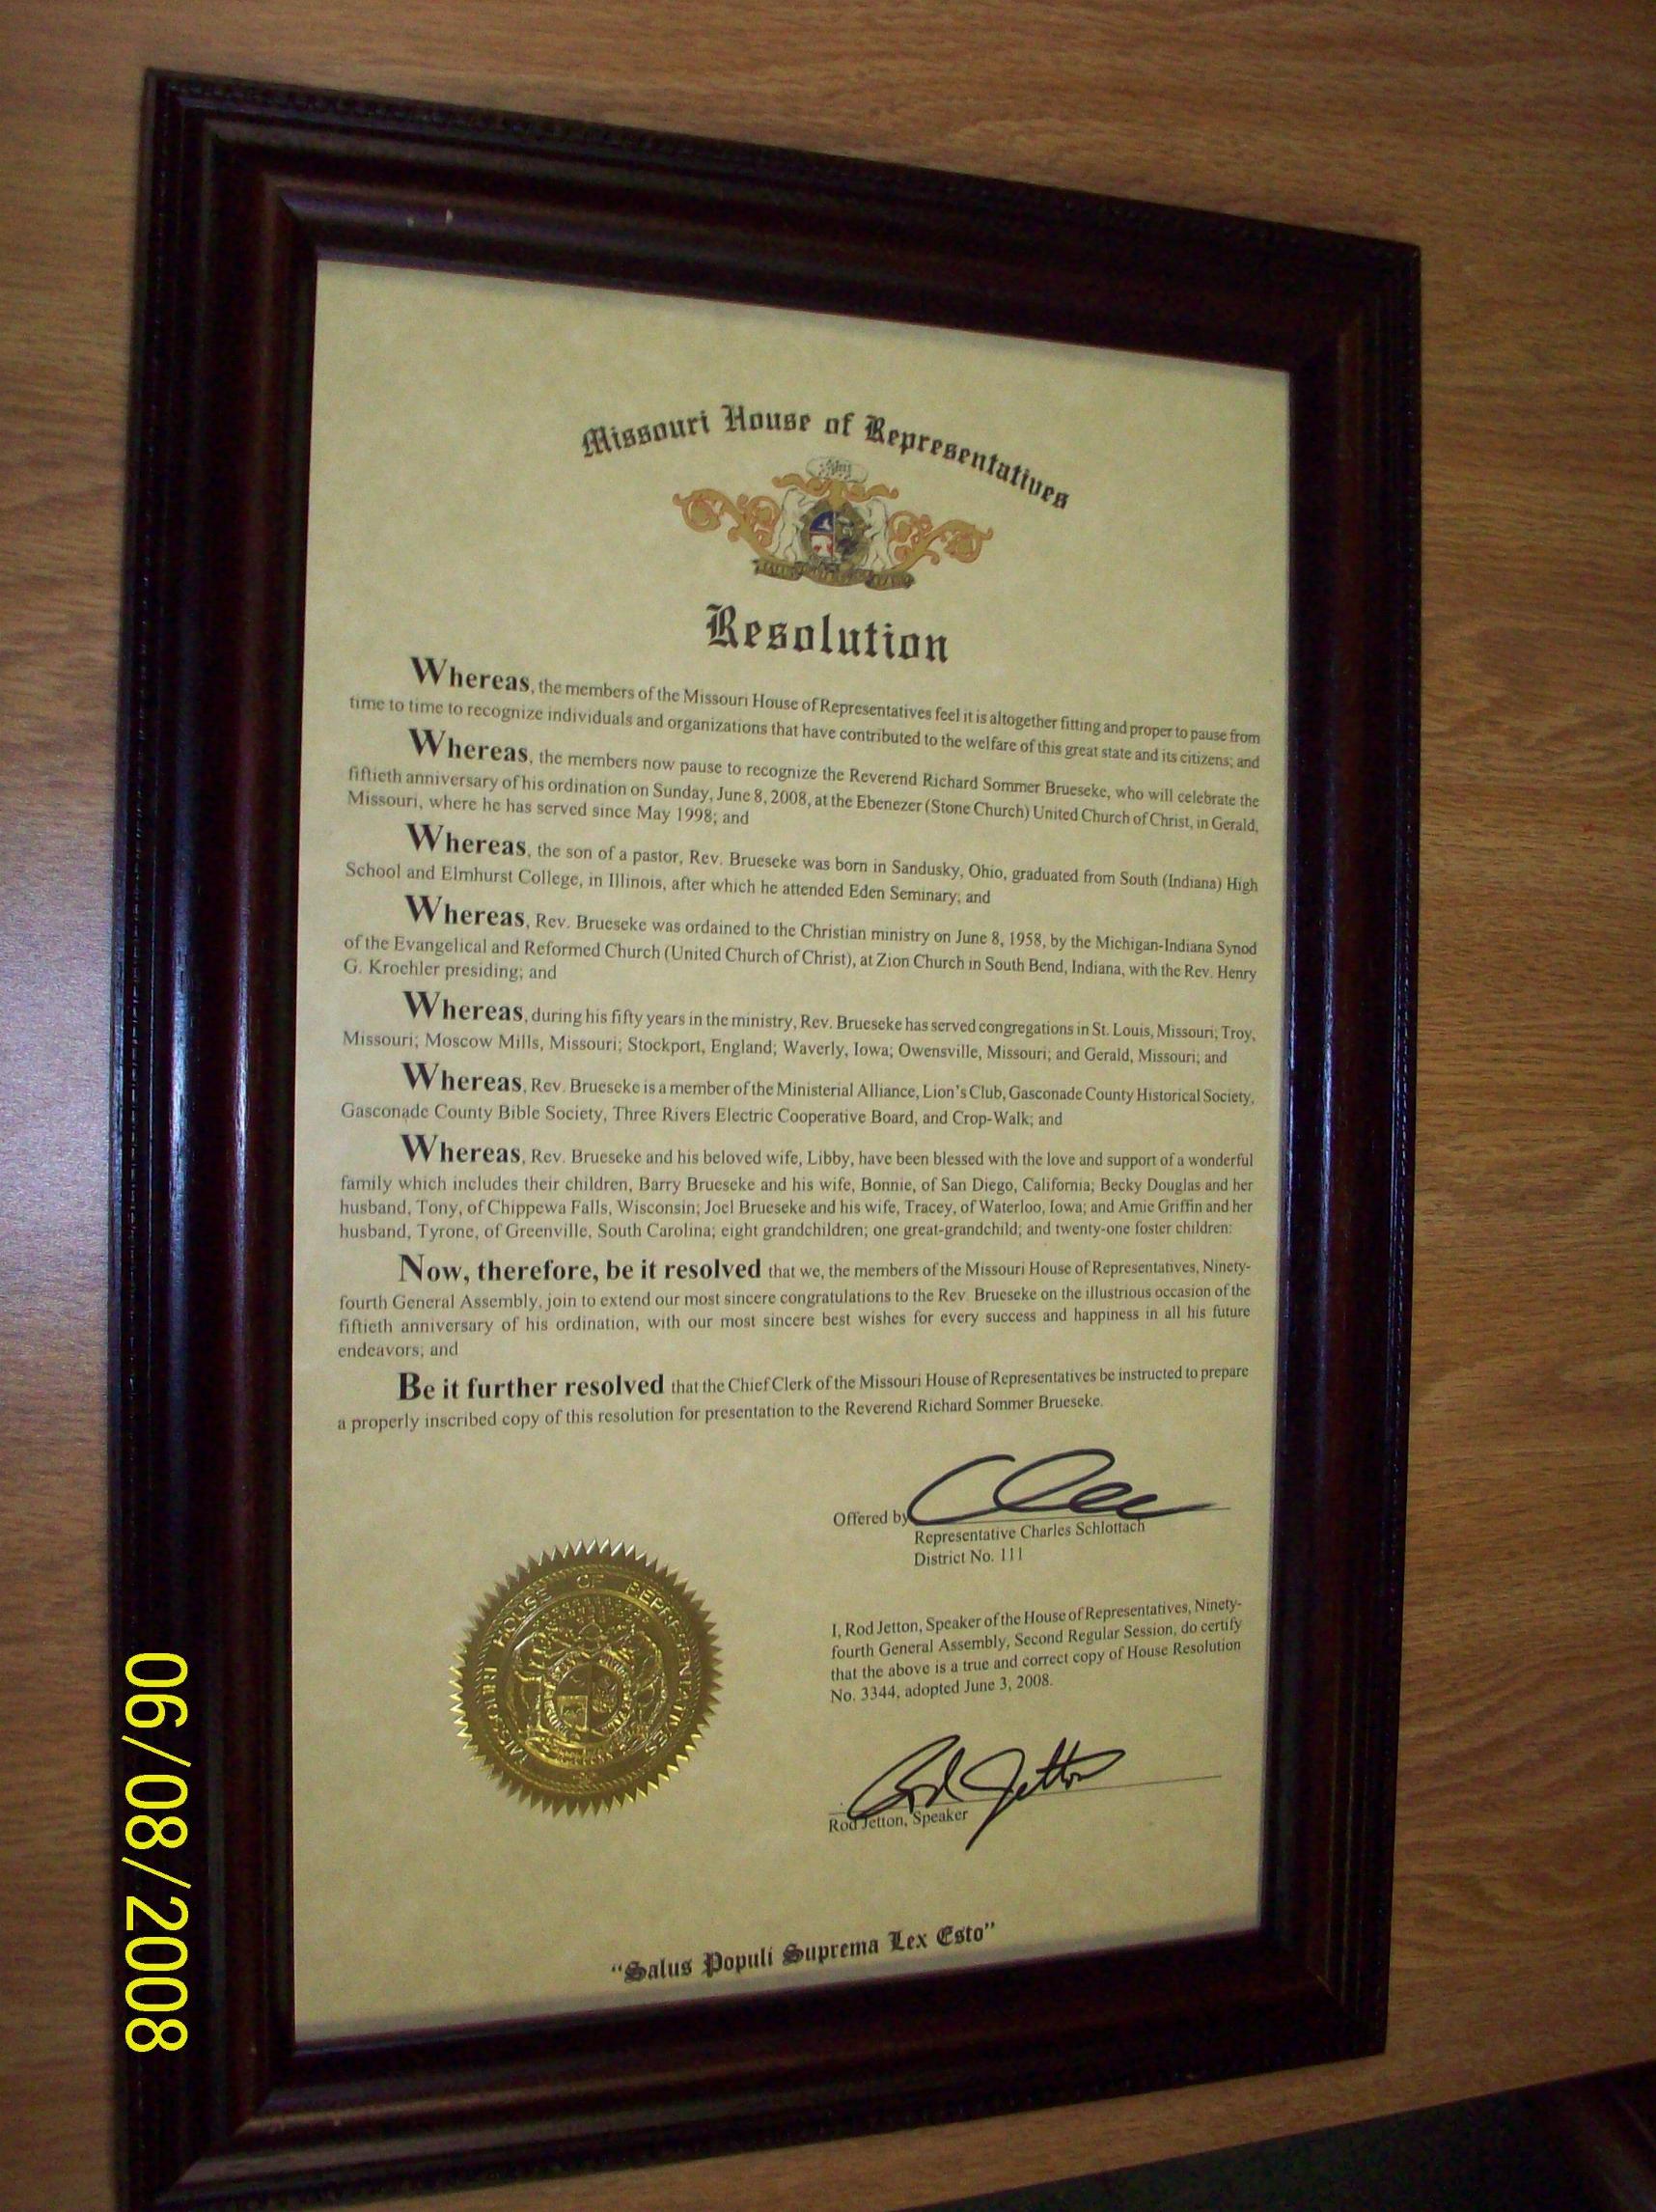 Missouri House of Representatives
Resolution
Whereas, the members of the Missouri House of Representatives feel it is altogether fitting and proper to pause from
time to time to recognize individuals and organizations that have contributed to the welfare of this great state and its citizens; and
Whereas, the members now pause to recognize the Reverend Richard Sommer Brueseke, who will celebrate the
fiftieth anniversary of his ordination on Sunday, June 8, 2008, at the Ebenezer (Stone Church) United Church of Christ, in Gerald,
Missouri, where he has served since May 1998; and
Whereas, the son of a pastor, Rev. Brueseke was born in Sandusky, Ohio, graduated from South (Indiana) High
School and Elmhurst College, in Illinois, after which he attended Eden Seminary; and
Whereas, Rev. Brueseke was ordained to the Christian ministry on June 8, 1958, by the Michigan-Indiana Synod
of the Evangelical and Reformed Church (United Church of Christ), at Zion Church in South Bend, Indiana, with the Rev. Henry
G. Kroehler presiding; and
Whereas, during his fifty years in the ministry, Rev. Brueseke has served congregations in St. Louis, Missouri; Troy,
Missouri; Moscow Mills, Missouri; Stockport, England; Waverly, Iowa; Owensville, Missouri; and Gerald, Missouri; and
Whereas, Rev. Brueseke is a member of the Ministerial Alliance, Lion's Club, Gasconade County Historical Society,
Gasconade County Bible Society, Three Rivers Electric Cooperative Board, and Crop-Walk; and
Whereas, Rev. Brueseke and his beloved wife, Libby, have been blessed with the love and support of a wonderful
family which includes their children, Barry Brueseke and his wife, Bonnie, of San Diego, California; Becky Douglas and her
husband, Tony, of Chippewa Falls, Wisconsin; Joel Brueseke and his wife, Tracey, of Waterloo, Iowa; and Amie Griffin and her
husband, Tyrone, of Greenville, South Carolina; eight grandchildren; one great-grandchild; and twenty-one foster children:
Now, therefore, be it resolved that we, the members of the Missouri House of Representatives, Ninety-
fourth General Assembly, join to extend our most sincere congratulations to the Rev. Brueseke on the illustrious occasion of the
fiftieth anniversary of his ordination, with our most sincere best wishes for every success and happiness in all his future
endeavors; and
Be it further resolved that the Chief Clerk of the Missouri House of Representatives be instructed to prepare
a properly inscribed copy of this resolution for presentation to the Reverend Richard Sommer Brueseke.
Offered by
Representative Charles Schlottach
District No. 111
MISSOURI HOUSE OF REPRESENTATIVES
I, Rod Jetton, Speaker of the House of Representatives, Ninety-
fourth General Assembly, Second Regular Session, do certify
that the above is a true and correct copy of House Resolution
No. 3344, adopted June 3, 2008.
Rod Jetton
Rod Jetton, Speaker
"Salus Populi Suprema Lex Esto"
06/08/2008